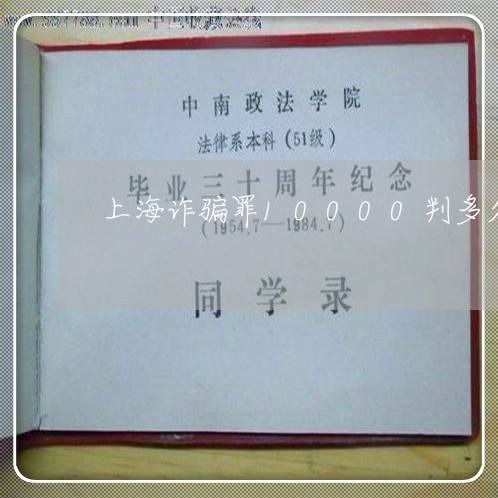 中南政法学院
法律系本科(51级)
毕业三十周年纪念
上海诈骗罪10000判多
(1954.7—1984.7)
同学录